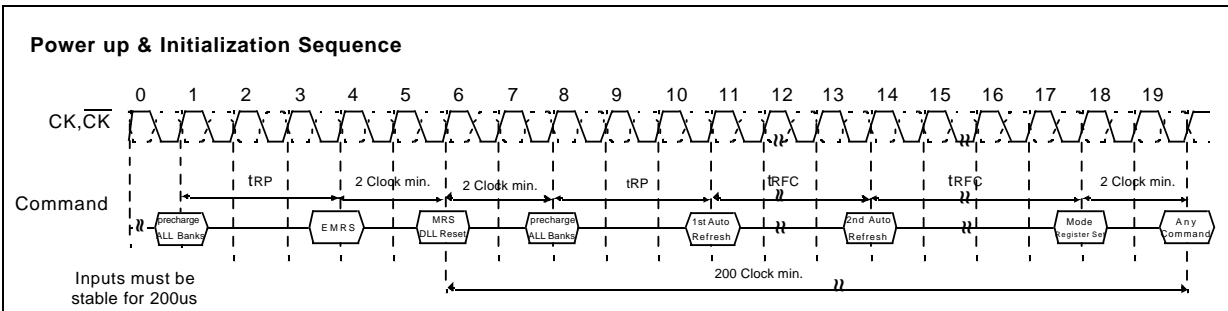 Power up & Initialization Sequence
0 1 2 3 4 5 6 7 8 9 10 11 12 13 14 15 16 17 18 19
CK,CK
tRP 2 Clock min. 2 Clock min. tRP tRFC tRFC 2 Clock min.
Command
precharge
ALL Banks
EMRS
MRS
DLL Reset
precharge
ALL Banks
1st Auto
Refresh
2nd Auto
Refresh
Mode
Register Set
Any
Command
200 Clock min.
Inputs must be
stable for 200us